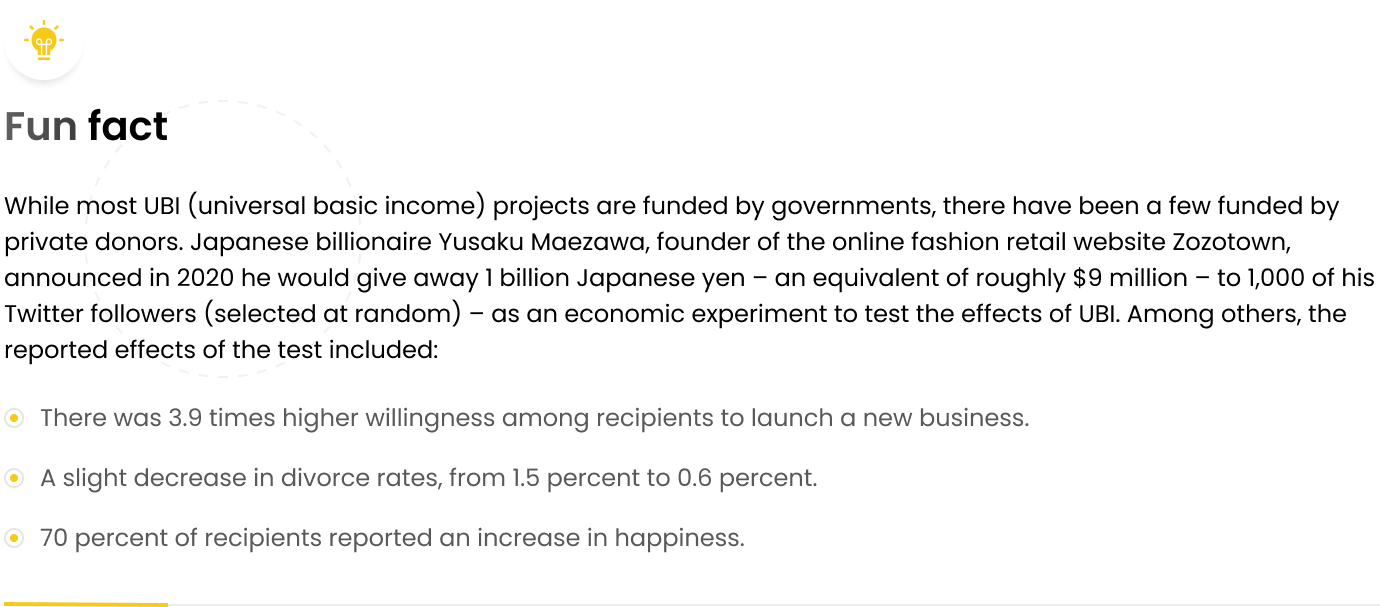 Fun fact
While most UBI (universal basic income) projects are funded by governments, there have been a few funded by
private donors. Japanese billionaire Yusaku Maezawa, founder of the online fashion retail website Zozotown,
announced in 2020 he would give away 1 billion Japanese yen – an equivalent of roughly $9 million – to 1,000 of his
Twitter followers (selected at random) – as an economic experiment to test the effects of UBI. Among others, the
reported effects of the test included:
There was 3.9 times higher willingness among recipients to launch a new business.
A slight decrease in divorce rates, from 1.5 percent to 0.6 percent.
70 percent of recipients reported an increase in happiness.